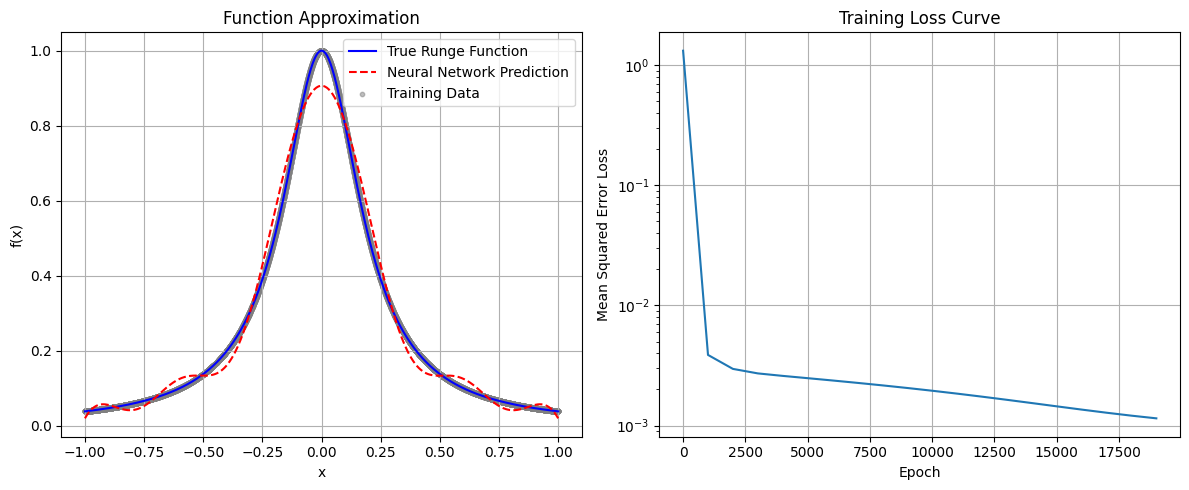 Function Approximation
f(x)
1.0
0.8
0.6
0.4
0.2
0.0
True Runge Function
Neural Network Prediction
Training Data
−1.00 −0.75 −0.50 −0.25 0.00 0.25 0.50 0.75 1.00
x
Training Loss Curve
Mean Squared Error Loss
10⁰
10⁻¹
10⁻²
10⁻³
0 2500 5000 7500 10000 12500 15000 17500
Epoch